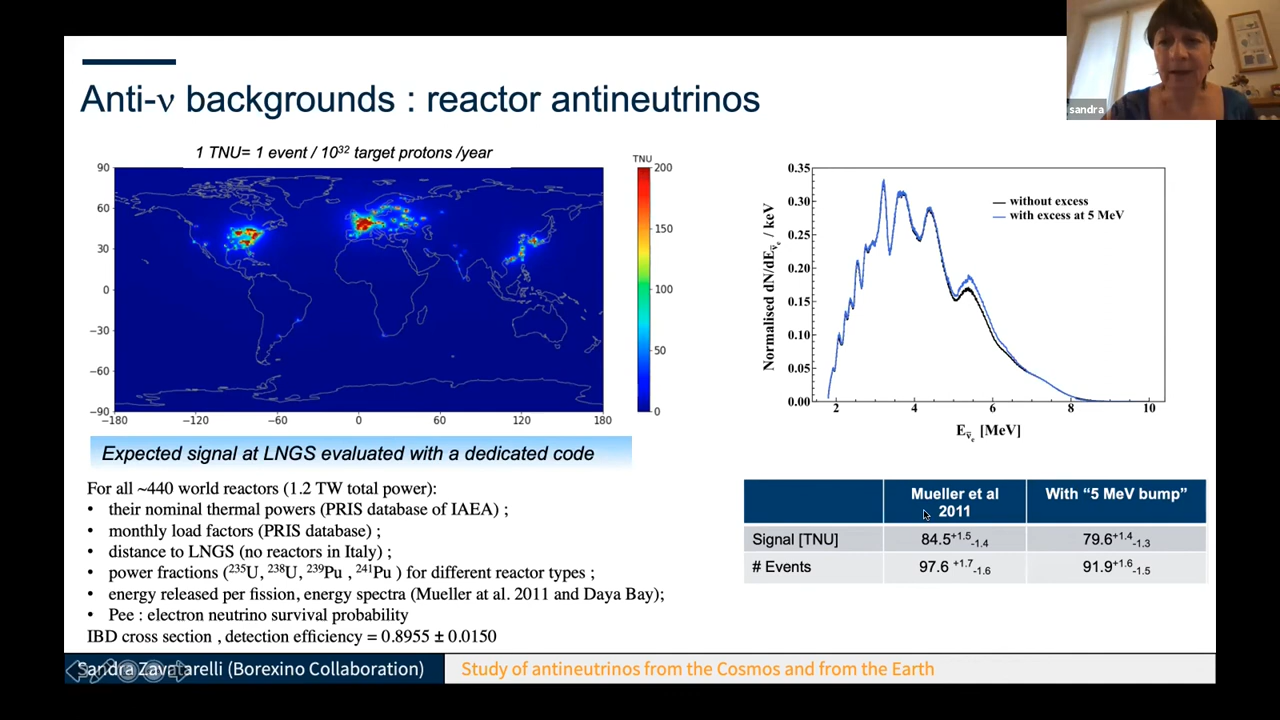 sandra
Anti-ν backgrounds : reactor antineutrinos
1 TNU= 1 event / 10³² target protons /year
TNU
90
60
30
0
−30
−60
−90
−180
−120
−60
0
60
120
180
200
150
100
50
0
0.35
0.30
0.25
0.20
0.15
0.10
0.05
0.00
Normalised dN/dE_ν̄e / keV
without excess
with excess at 5 MeV
2
4
6
8
10
E_ν̄e [MeV]
Expected signal at LNGS evaluated with a dedicated code
For all ~440 world reactors (1.2 TW total power):
• their nominal thermal powers (PRIS database of IAEA) ;
• monthly load factors (PRIS database) ;
• distance to LNGS (no reactors in Italy) ;
• power fractions (²³⁵U, ²³⁸U, ²³⁹Pu , ²⁴¹Pu ) for different reactor types ;
• energy released per fission, energy spectra (Mueller at al. 2011 and Daya Bay);
• Pee : electron neutrino survival probability
IBD cross section , detection efficiency = 0.8955 ± 0.0150
Mueller et al 2011
With “5 MeV bump”
Signal [TNU] 84.5⁺¹·⁵₋₁.₄ 79.6⁺¹·⁴₋₁.₃
# Events 97.6 ⁺¹·⁷₋₁.₆ 91.9⁺¹·⁶₋₁.₅
Sandra Zavatarelli (Borexino Collaboration)
Study of antineutrinos from the Cosmos and from the Earth